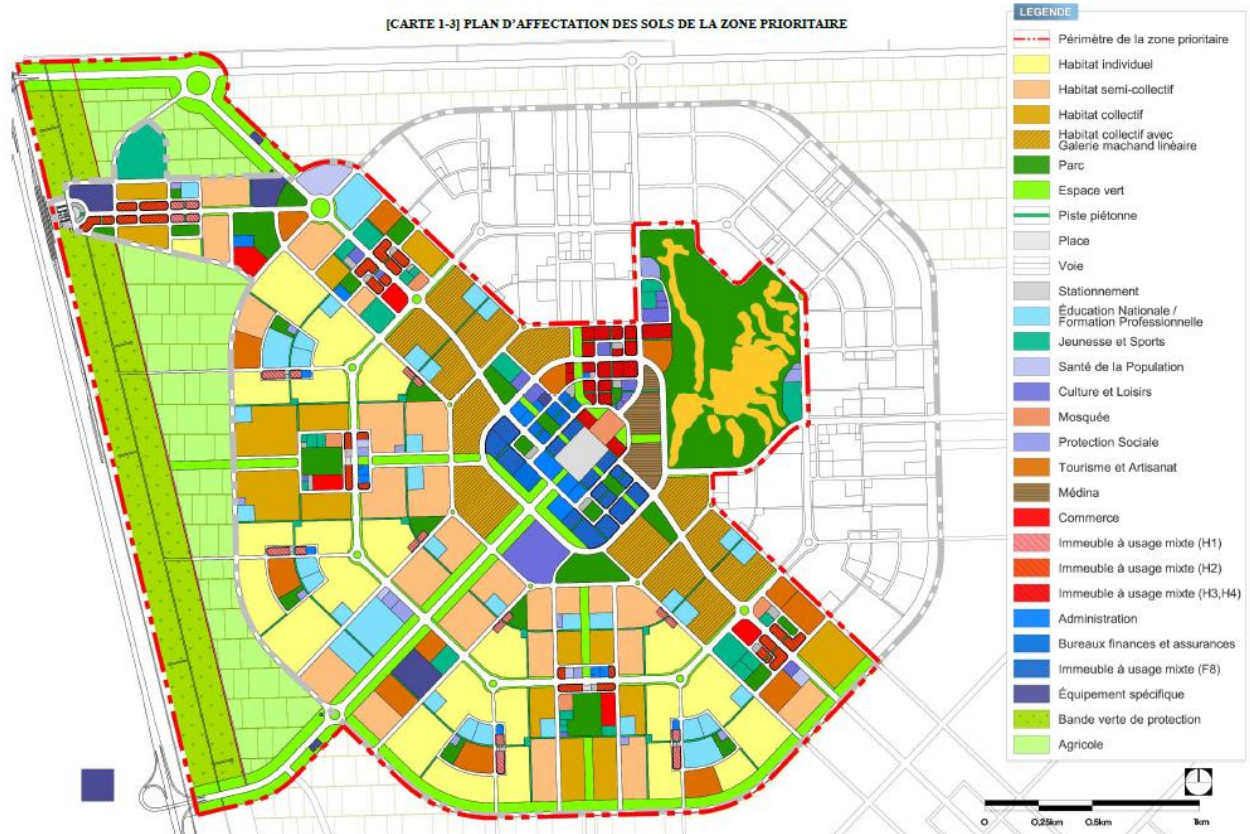 [CARTE 1-3] PLAN D'AFFECTATION DES SOLS DE LA ZONE PRIORITAIRE
LEGENDE
Périmètre de la zone prioritaire
Habitat individuel
Habitat semi-collectif
Habitat collectif
Habitat collectif avec
Galerie machand linéaire
Parc
Espace vert
Piste piétonne
Place
Voie
Stationnement
Éducation Nationale /
Formation Professionnelle
Jeunesse et Sports
Santé de la Population
Culture et Loisirs
Mosquée
Protection Sociale
Tourisme et Artisanat
Médina
Commerce
Immeuble à usage mixte (H1)
Immeuble à usage mixte (H2)
Immeuble à usage mixte (H3,H4)
Administration
Bureaux finances et assurances
Immeuble à usage mixte (F8)
Équipement spécifique
Bande verte de protection
Agricole
0 0,25km 0,5km 1km